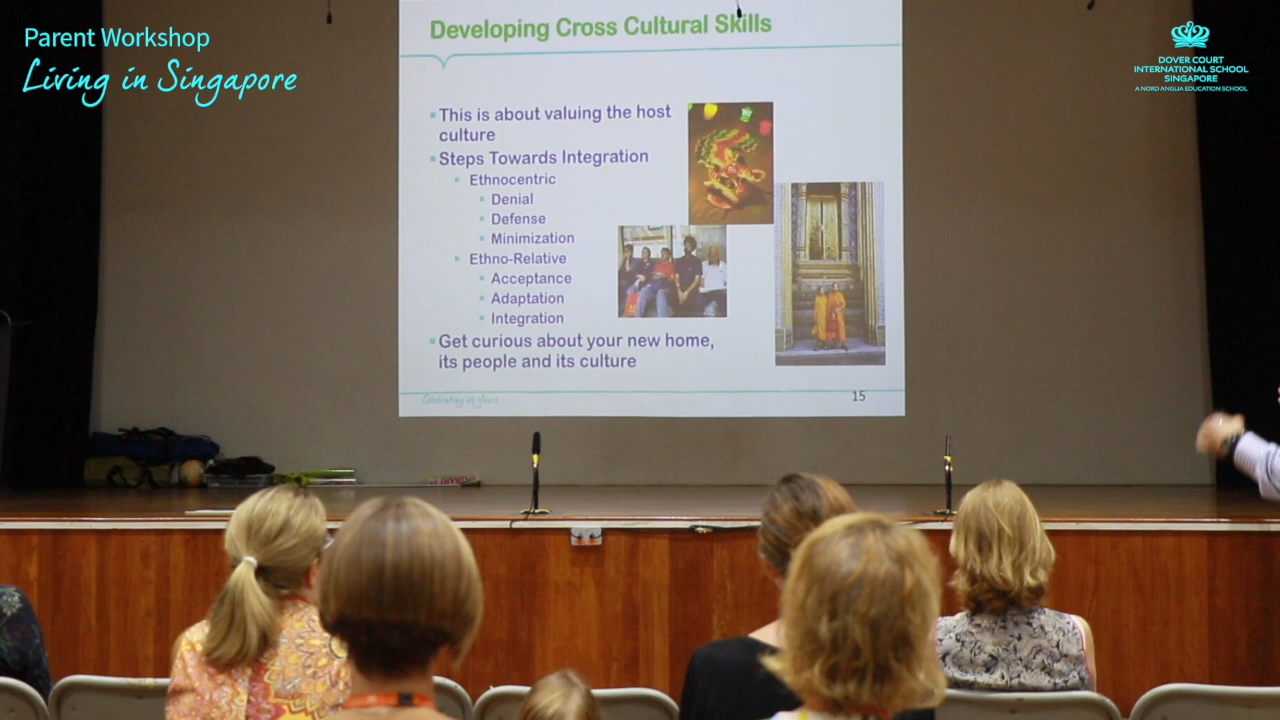 Parent Workshop
Living in Singapore
DOVER COURT
INTERNATIONAL SCHOOL
SINGAPORE
A NORD ANGLIA EDUCATION SCHOOL
Developing Cross Cultural Skills
This is about valuing the host
culture
Steps Towards Integration
Ethnocentric
Denial
Defense
Minimization
Ethno-Relative
Acceptance
Adaptation
Integration
Get curious about your new home,
its people and its culture
15